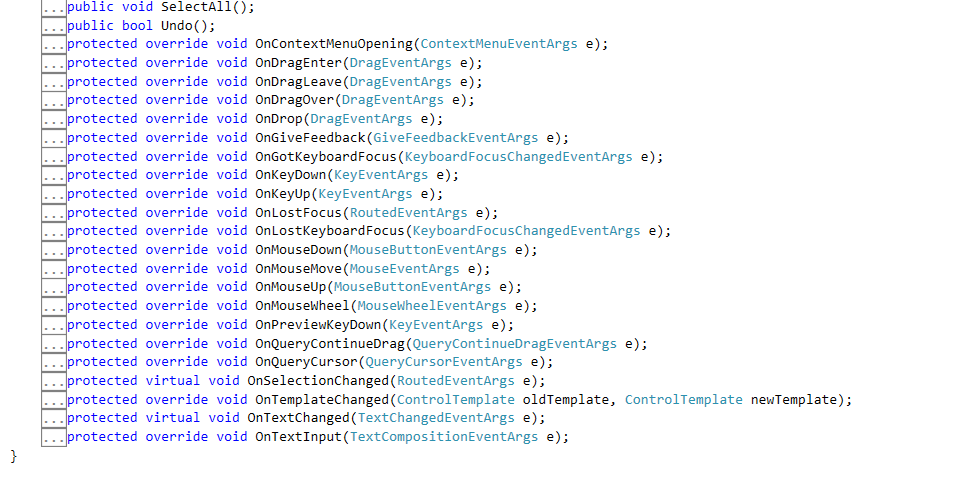 ...public void SelectAll();
...public bool Undo();
...protected override void OnContextMenuOpening(ContextMenuEventArgs e);
...protected override void OnDragEnter(DragEventArgs e);
...protected override void OnDragLeave(DragEventArgs e);
...protected override void OnDragOver(DragEventArgs e);
...protected override void OnDrop(DragEventArgs e);
...protected override void OnGiveFeedback(GiveFeedbackEventArgs e);
...protected override void OnGotKeyboardFocus(KeyboardFocusChangedEventArgs e);
...protected override void OnKeyDown(KeyEventArgs e);
...protected override void OnKeyUp(KeyEventArgs e);
...protected override void OnLostFocus(RoutedEventArgs e);
...protected override void OnLostKeyboardFocus(KeyboardFocusChangedEventArgs e);
...protected override void OnMouseDown(MouseButtonEventArgs e);
...protected override void OnMouseMove(MouseEventArgs e);
...protected override void OnMouseUp(MouseButtonEventArgs e);
...protected override void OnMouseWheel(MouseWheelEventArgs e);
...protected override void OnPreviewKeyDown(KeyEventArgs e);
...protected override void OnQueryContinueDrag(QueryContinueDragEventArgs e);
...protected override void OnQueryCursor(QueryCursorEventArgs e);
...protected virtual void OnSelectionChanged(RoutedEventArgs e);
...protected override void OnTemplateChanged(ControlTemplate oldTemplate, ControlTemplate newTemplate);
...protected virtual void OnTextChanged(TextChangedEventArgs e);
...protected override void OnTextInput(TextCompositionEventArgs e);
}